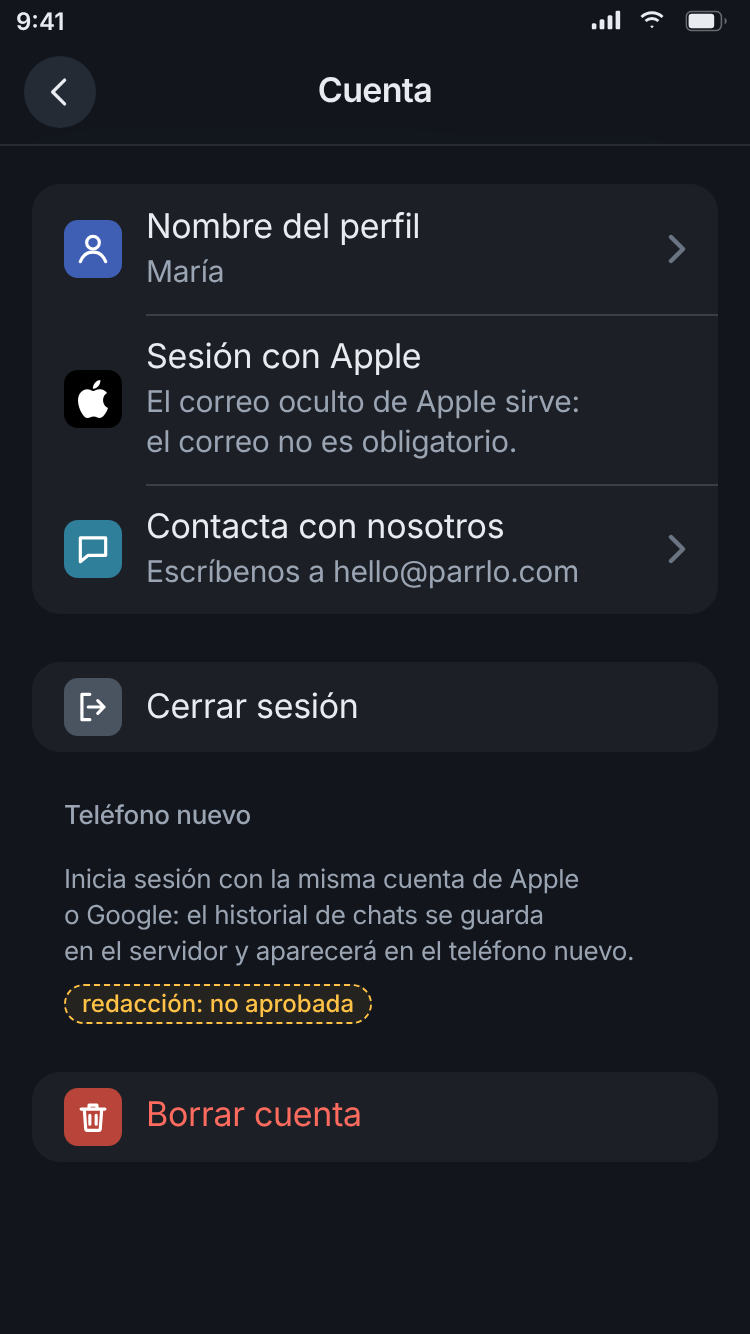 9:41
Cuenta
Nombre del perfil
María
Sesión con Apple
El correo oculto de Apple sirve:
el correo no es obligatorio.
Contacta con nosotros
Escríbenos a hello@parrlo.com
Cerrar sesión
Teléfono nuevo
Inicia sesión con la misma cuenta de Apple
o Google: el historial de chats se guarda
en el servidor y aparecerá en el teléfono nuevo.
redacción: no aprobada
Borrar cuenta